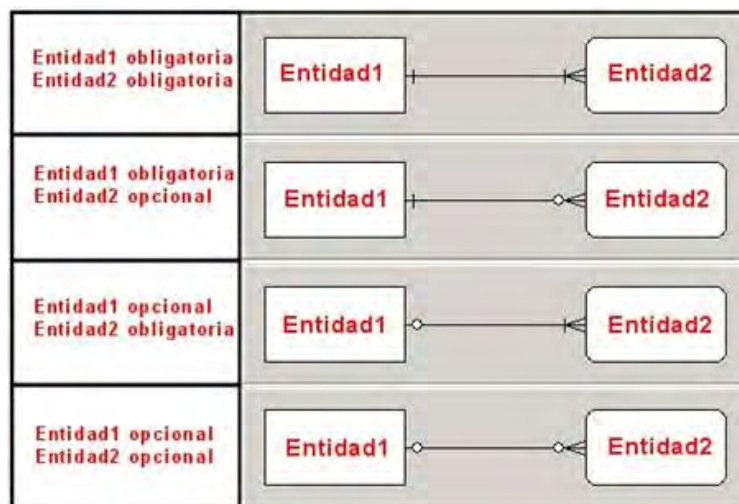 Entidad1 obligatoria
Entidad2 obligatoria
Entidad1
Entidad2
Entidad1 obligatoria
Entidad2 opcional
Entidad1
Entidad2
Entidad1 opcional
Entidad2 obligatoria
Entidad1
Entidad2
Entidad1 opcional
Entidad2 opcional
Entidad1
Entidad2